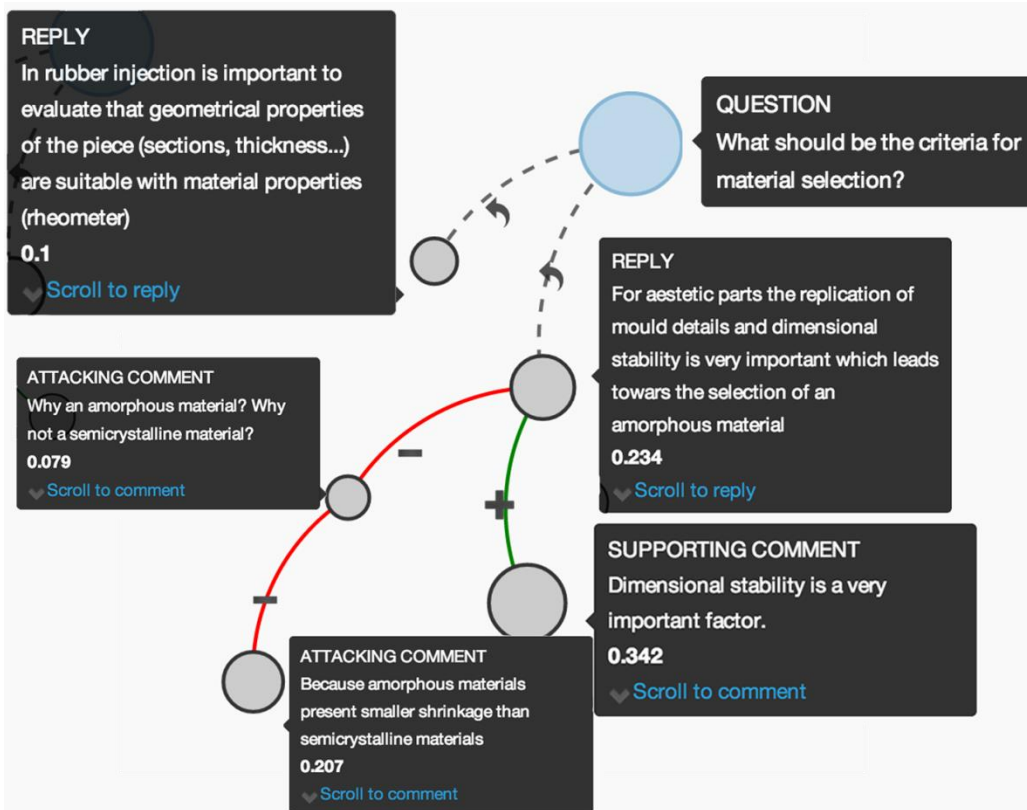 REPLY
In rubber injection is important to
evaluate that geometrical properties
of the piece (sections, thickness...)
are suitable with material properties
(rheometer)
0.1
Scroll to reply
QUESTION
What should be the criteria for
material selection?
REPLY
For aestetic parts the replication of
mould details and dimensional
stability is very important which leads
towars the selection of an
amorphous material
0.234
Scroll to reply
ATTACKING COMMENT
Why an amorphous material? Why
not a semicrystalline material?
0.079
Scroll to comment
SUPPORTING COMMENT
Dimensional stability is a very
important factor.
0.342
Scroll to comment
ATTACKING COMMENT
Because amorphous materials
present smaller shrinkage than
semicrystalline materials
0.207
Scroll to comment